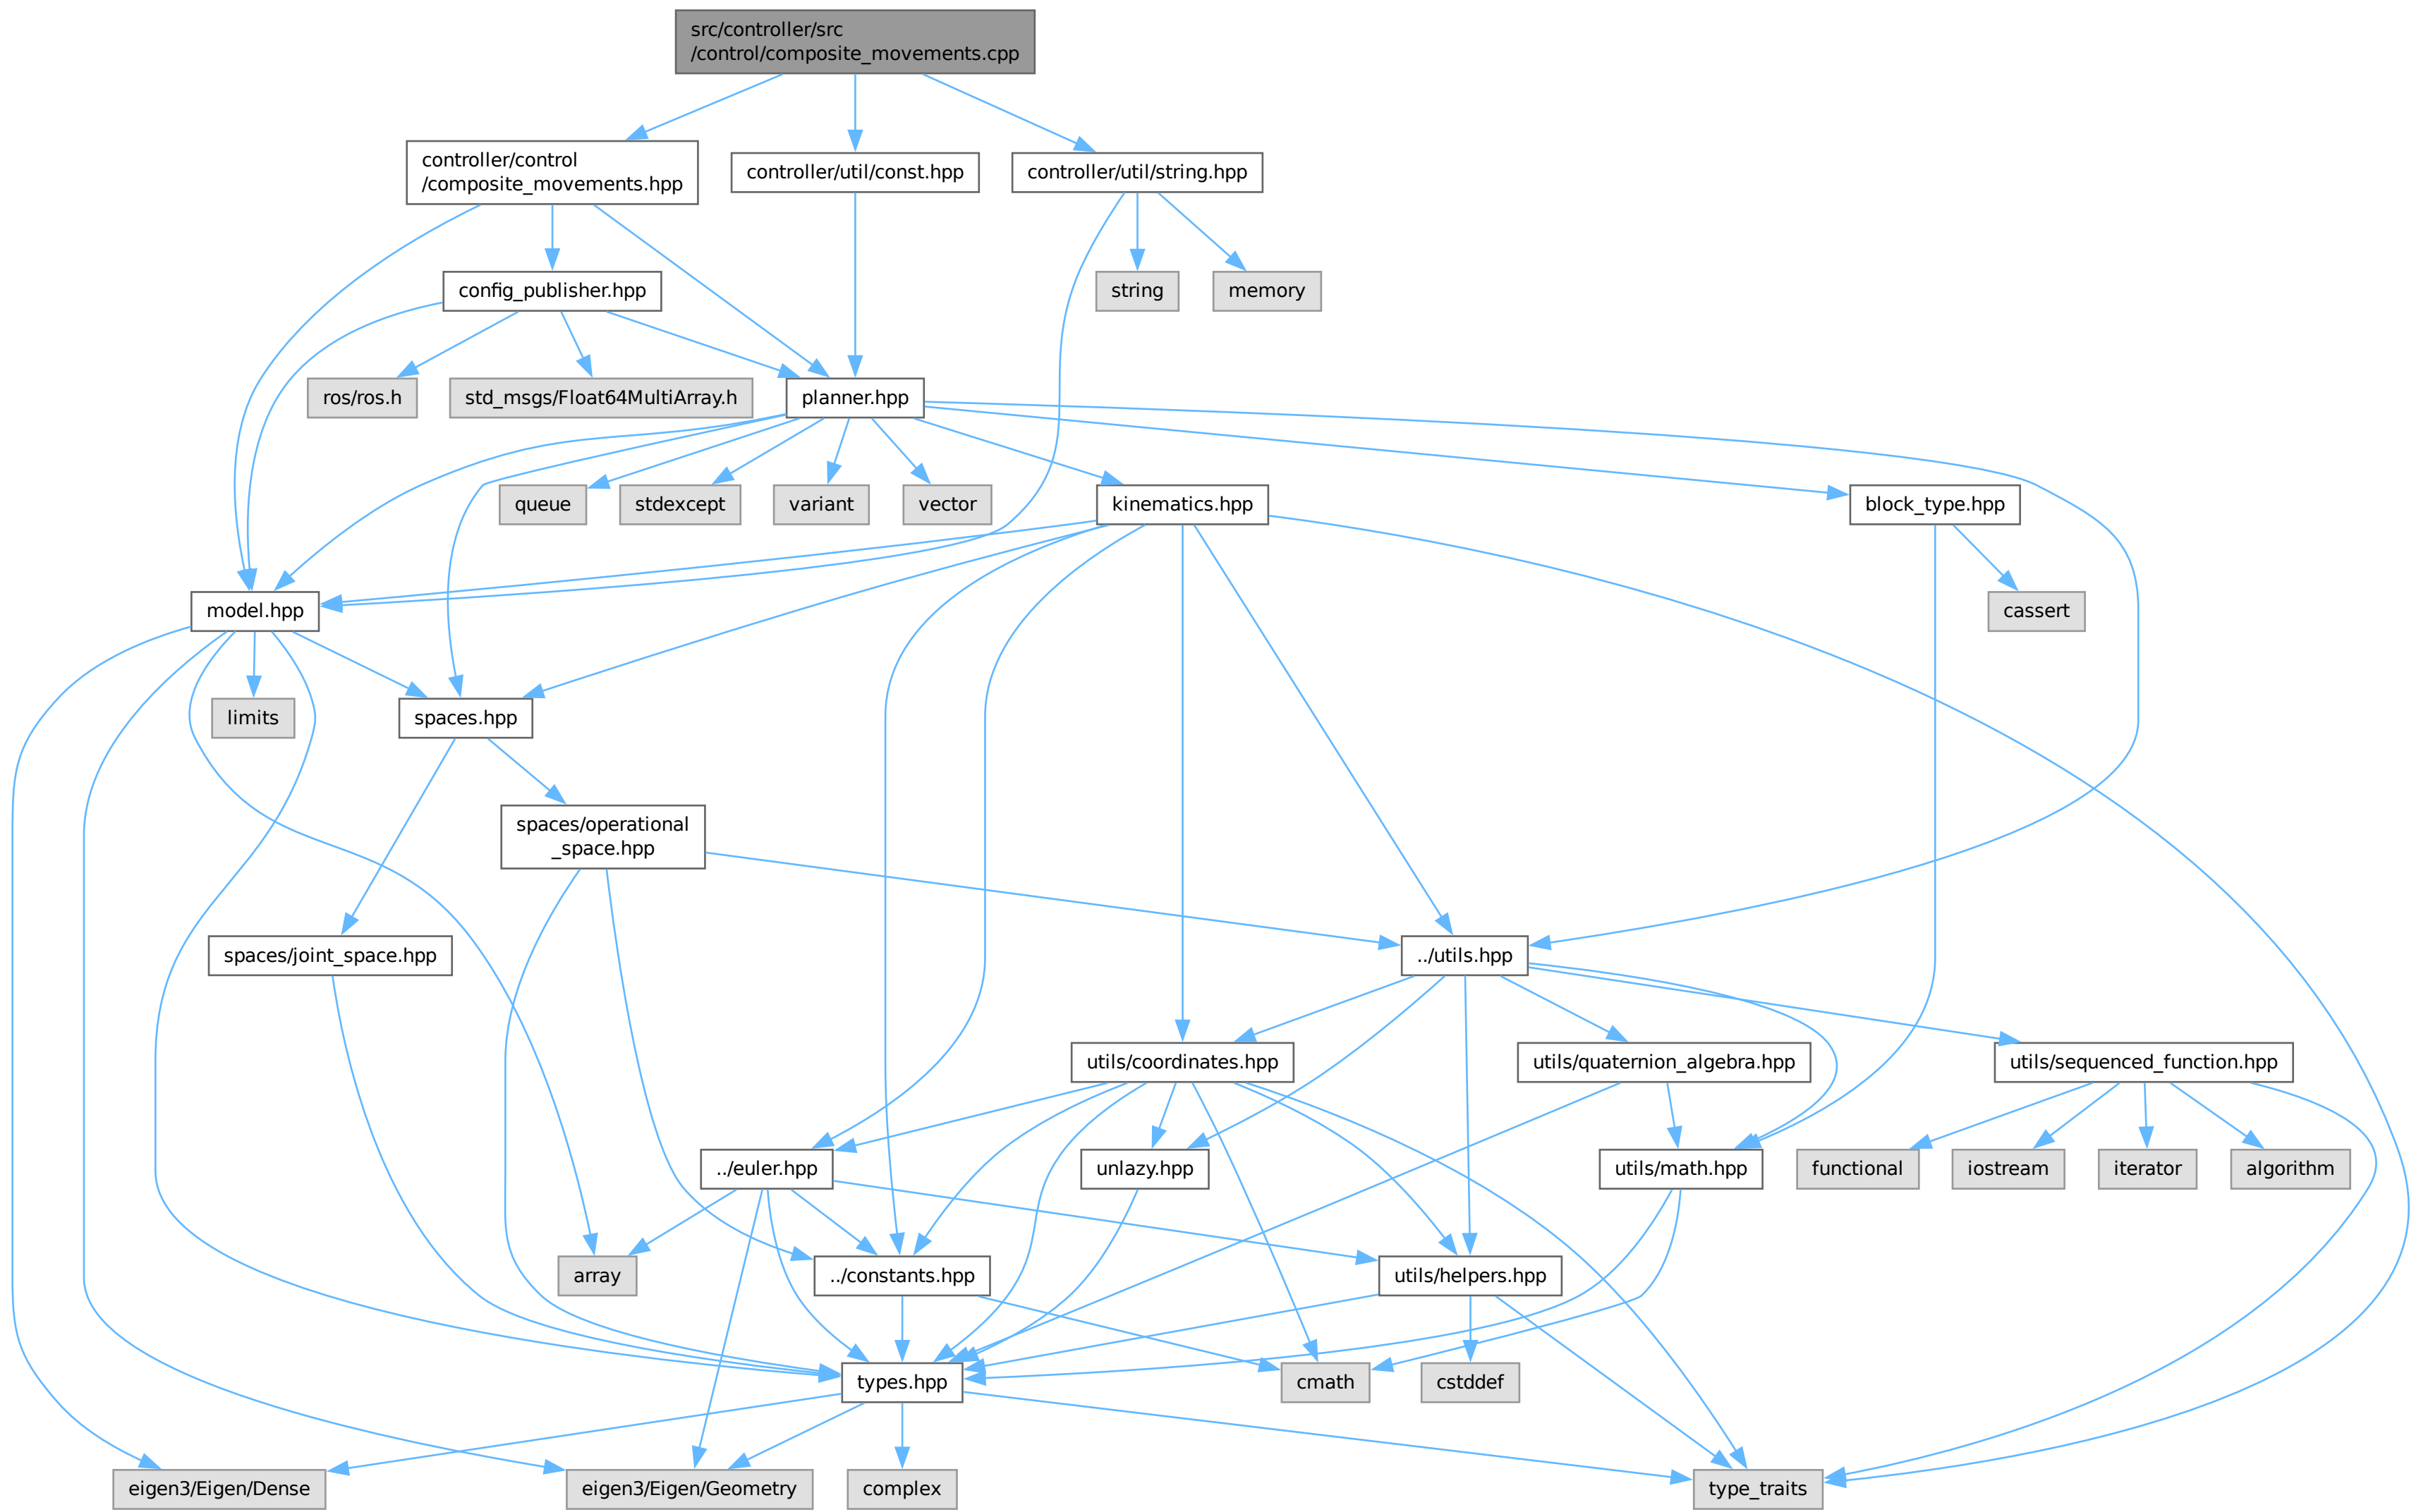 src/controller/src
/control/composite_movements.cpp
controller/control
/composite_movements.hpp
controller/util/const.hpp
controller/util/string.hpp
config_publisher.hpp
string
memory
ros/ros.h
std_msgs/Float64MultiArray.h
planner.hpp
queue
stdexcept
variant
vector
kinematics.hpp
block_type.hpp
model.hpp
cassert
limits
spaces.hpp
spaces/operational
_space.hpp
spaces/joint_space.hpp
../utils.hpp
utils/coordinates.hpp
utils/quaternion_algebra.hpp
utils/sequenced_function.hpp
../euler.hpp
unlazy.hpp
utils/math.hpp
functional
iostream
iterator
algorithm
array
../constants.hpp
utils/helpers.hpp
types.hpp
cmath
cstddef
eigen3/Eigen/Dense
eigen3/Eigen/Geometry
complex
type_traits